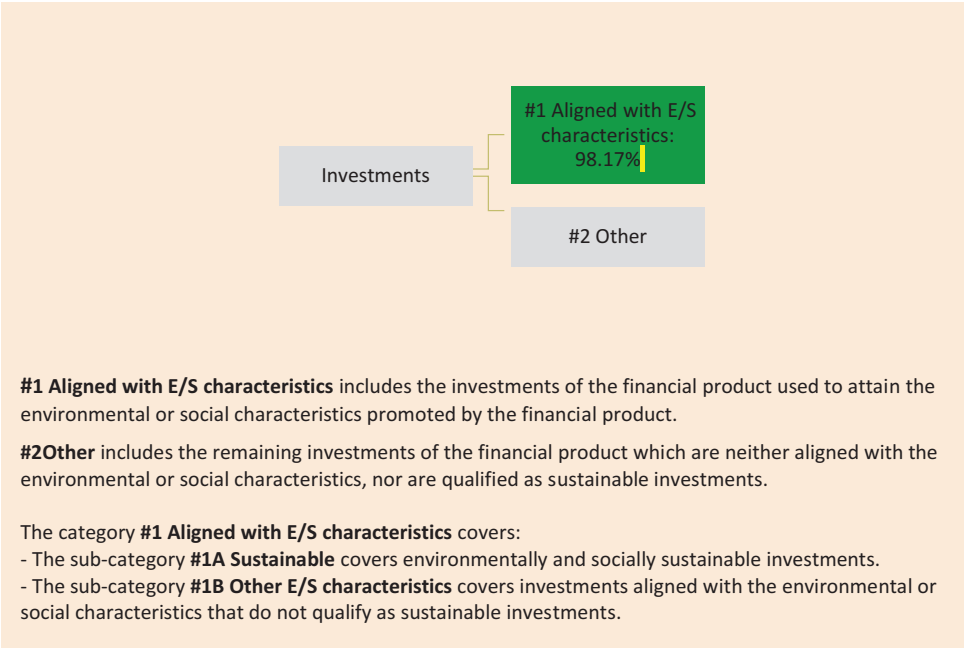 #1 Aligned with E/S
characteristics:
98.17%
Investments
#2 Other
#1 Aligned with E/S characteristics includes the investments of the financial product used to attain the
environmental or social characteristics promoted by the financial product.
#2Other includes the remaining investments of the financial product which are neither aligned with the
environmental or social characteristics, nor are qualified as sustainable investments.
The category #1 Aligned with E/S characteristics covers:
- The sub-category #1A Sustainable covers environmentally and socially sustainable investments.
- The sub-category #1B Other E/S characteristics covers investments aligned with the environmental or
social characteristics that do not qualify as sustainable investments.